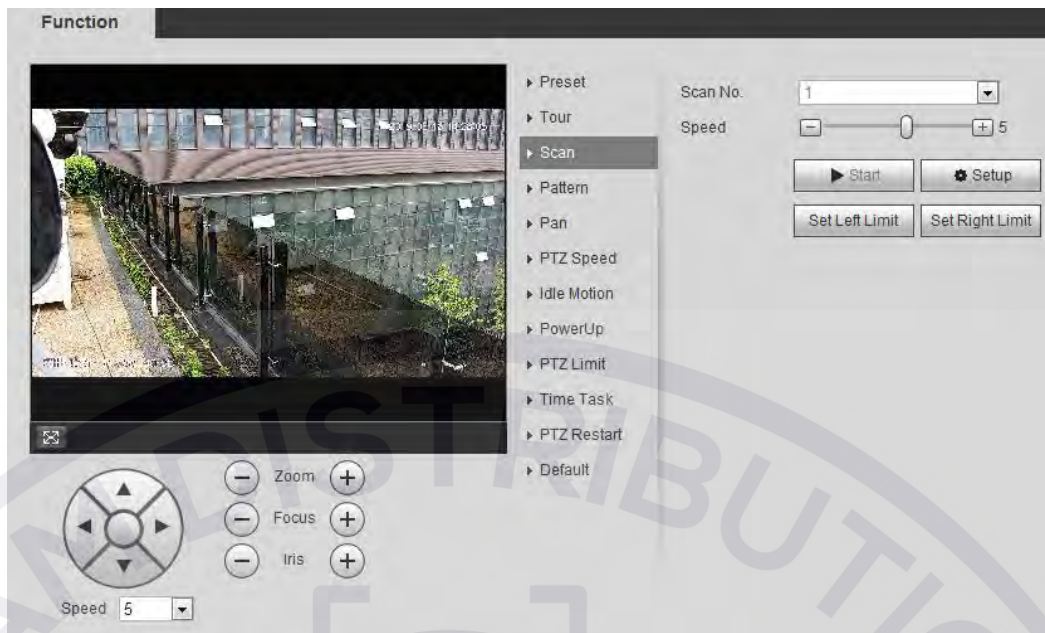 Function
Preset
Tour
Scan
Pattern
Pan
PTZ Speed
Idle Motion
PowerUp
PTZ Limit
Time Task
PTZ Restart
Default
Scan No. 1
Speed 5
Start Setup
Set Left Limit Set Right Limit
Zoom
Focus
Iris
Speed 5
DISTRIBUTION